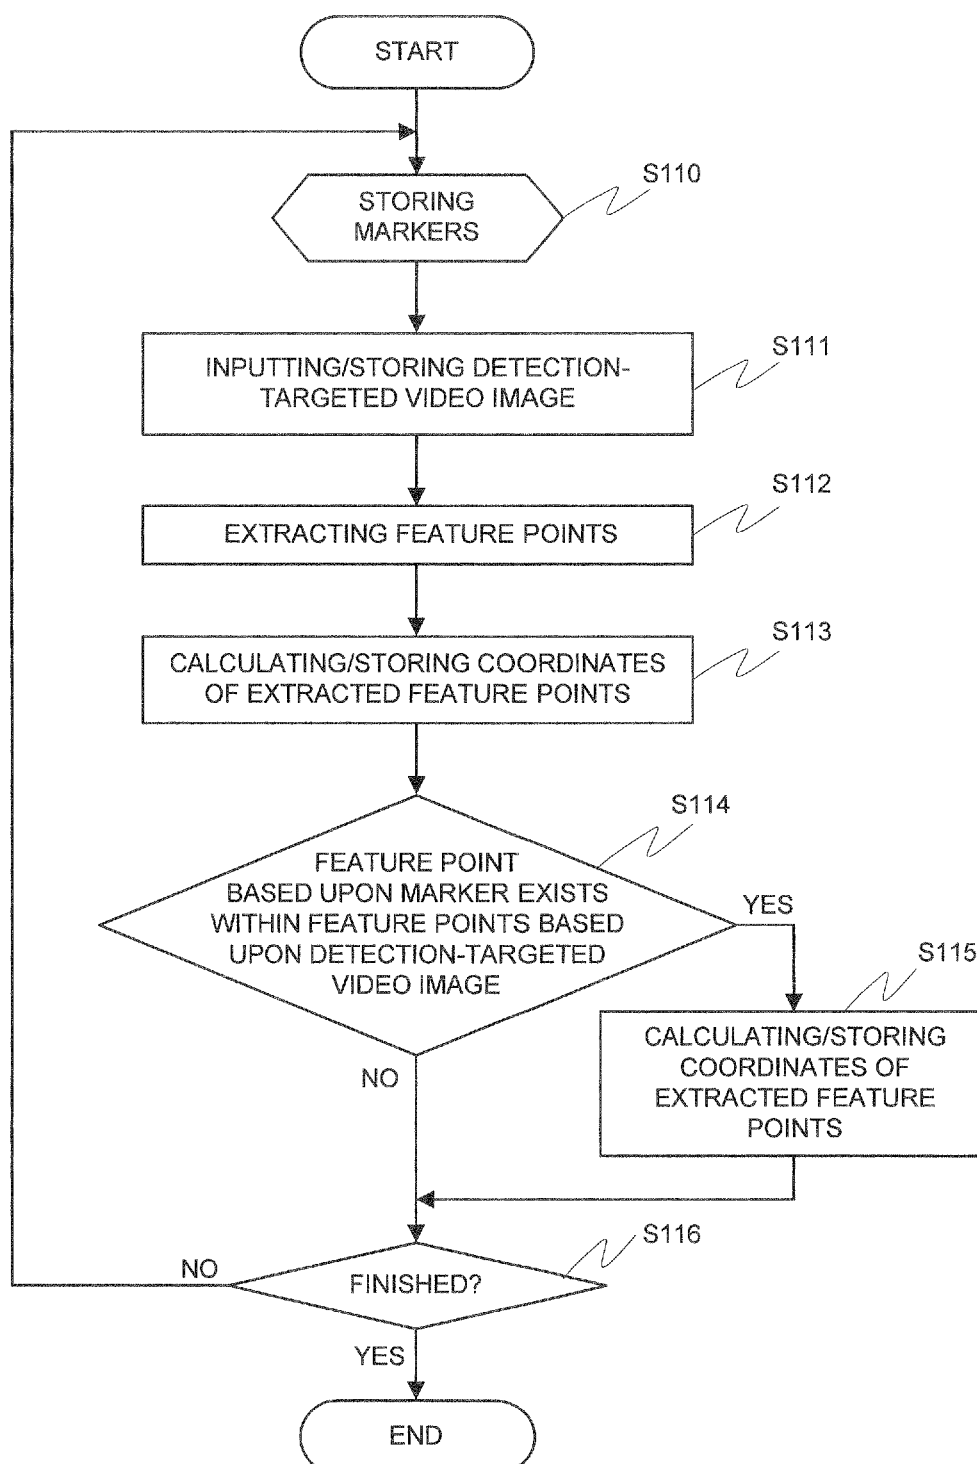 START
S110
STORING
MARKERS
S111
INPUTTING/STORING DETECTION-
TARGETED VIDEO IMAGE
S112
EXTRACTING FEATURE POINTS
S113
CALCULATING/STORING COORDINATES
OF EXTRACTED FEATURE POINTS
S114
FEATURE POINT
BASED UPON MARKER EXISTS
WITHIN FEATURE POINTS BASED
UPON DETECTION-TARGETED
VIDEO IMAGE
YES
S115
CALCULATING/STORING
COORDINATES OF
EXTRACTED FEATURE
POINTS
NO
S116
NO
FINISHED?
YES
END